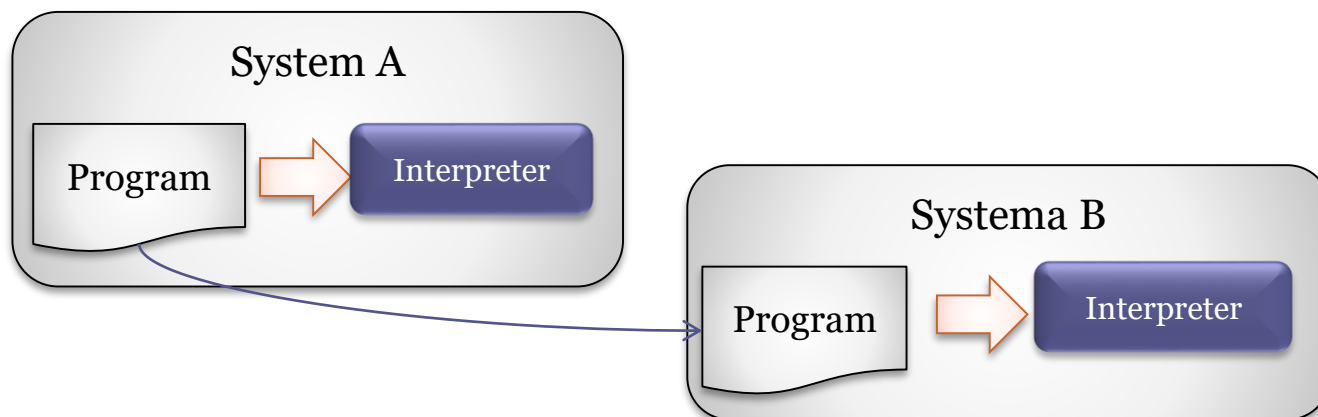 System A
Program
Interpreter
Systema B
Program
Interpreter